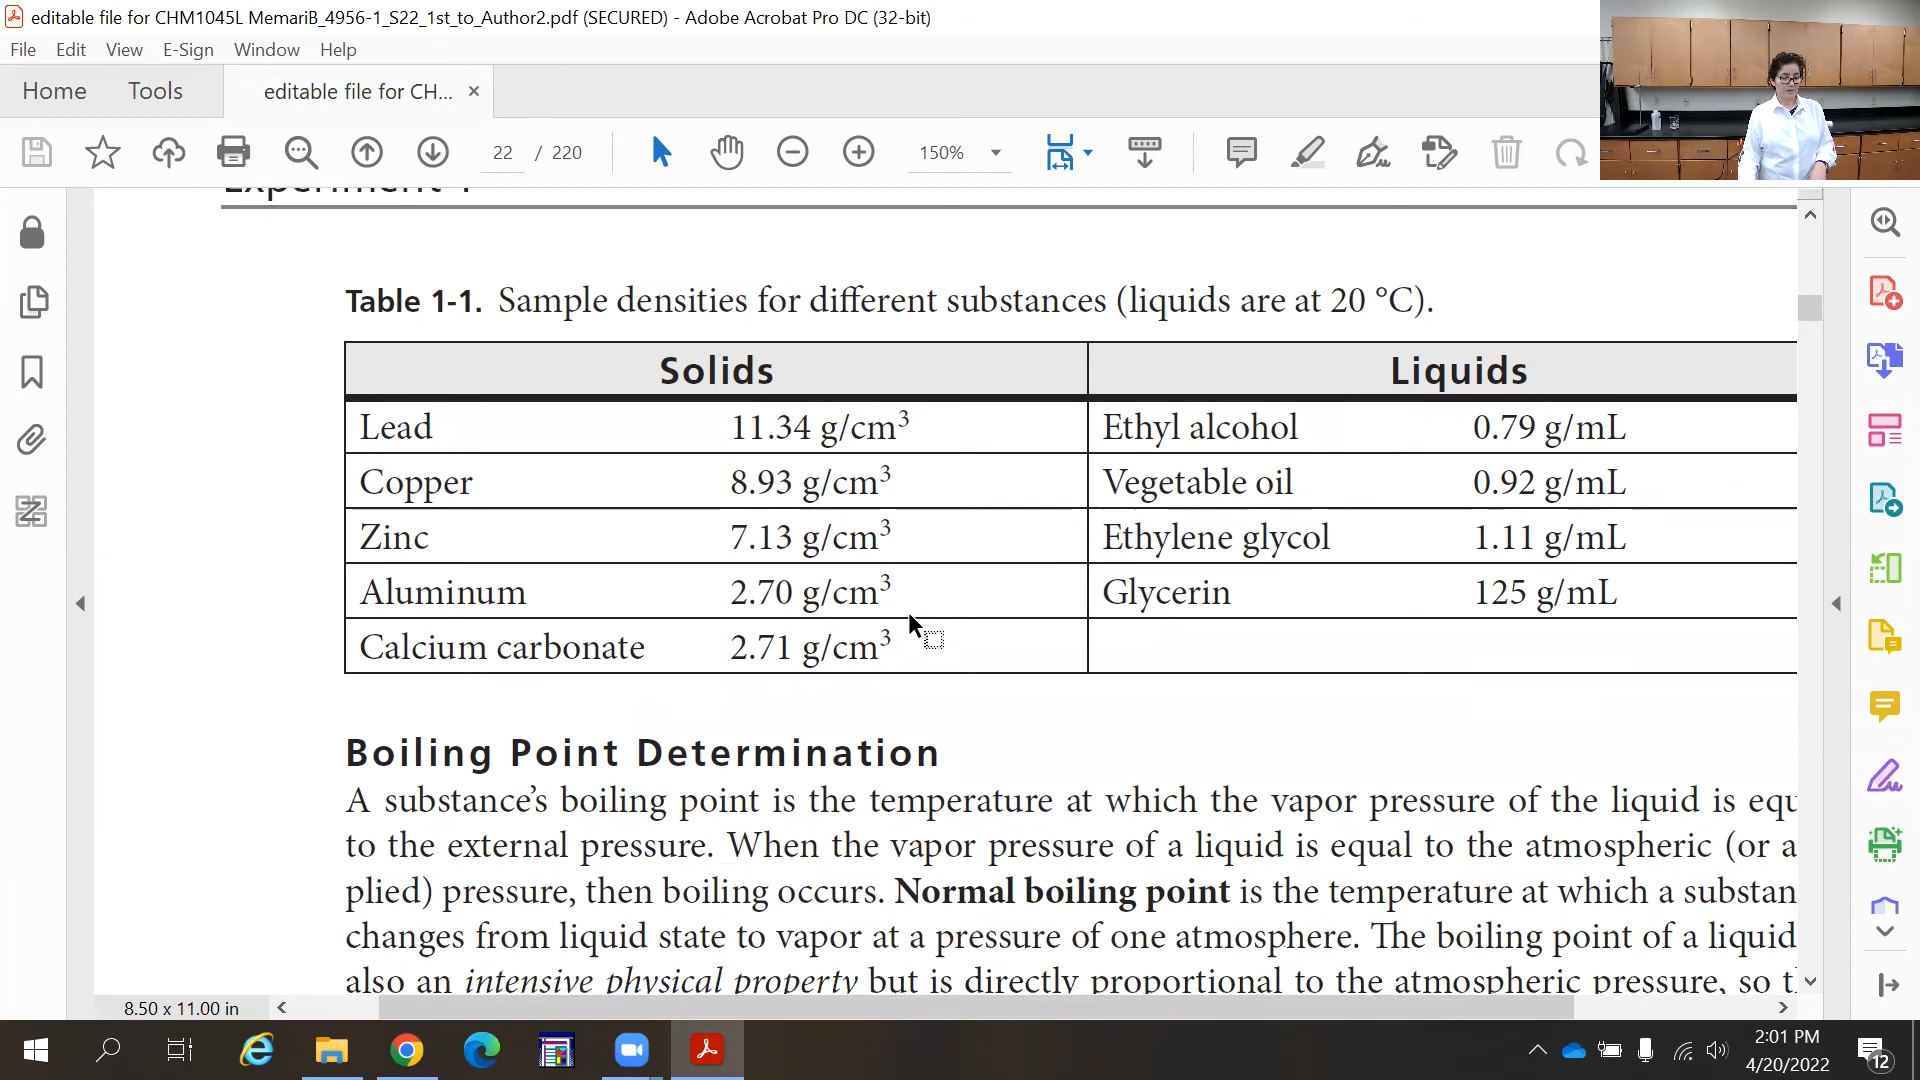 editable file for CHM1045L MemariB_4956-1_S22_1st_to_Author2.pdf (SECURED) - Adobe Acrobat Pro DC (32-bit)
File Edit View E-Sign Window Help
Home Tools editable file for CH... ×
22 / 220 150%
Table 1-1. Sample densities for different substances (liquids are at 20 °C).
Solids Liquids
Lead 11.34 g/cm³ Ethyl alcohol 0.79 g/mL
Copper 8.93 g/cm³ Vegetable oil 0.92 g/mL
Zinc 7.13 g/cm³ Ethylene glycol 1.11 g/mL
Aluminum 2.70 g/cm³ Glycerin 125 g/mL
Calcium carbonate 2.71 g/cm³
Boiling Point Determination
A substance's boiling point is the temperature at which the vapor pressure of the liquid is equ
to the external pressure. When the vapor pressure of a liquid is equal to the atmospheric (or a
plied) pressure, then boiling occurs. Normal boiling point is the temperature at which a substan
changes from liquid state to vapor at a pressure of one atmosphere. The boiling point of a liquid
also an intensive physical property but is directly proportional to the atmospheric pressure, so
8.50 x 11.00 in
2:01 PM
4/20/2022
12